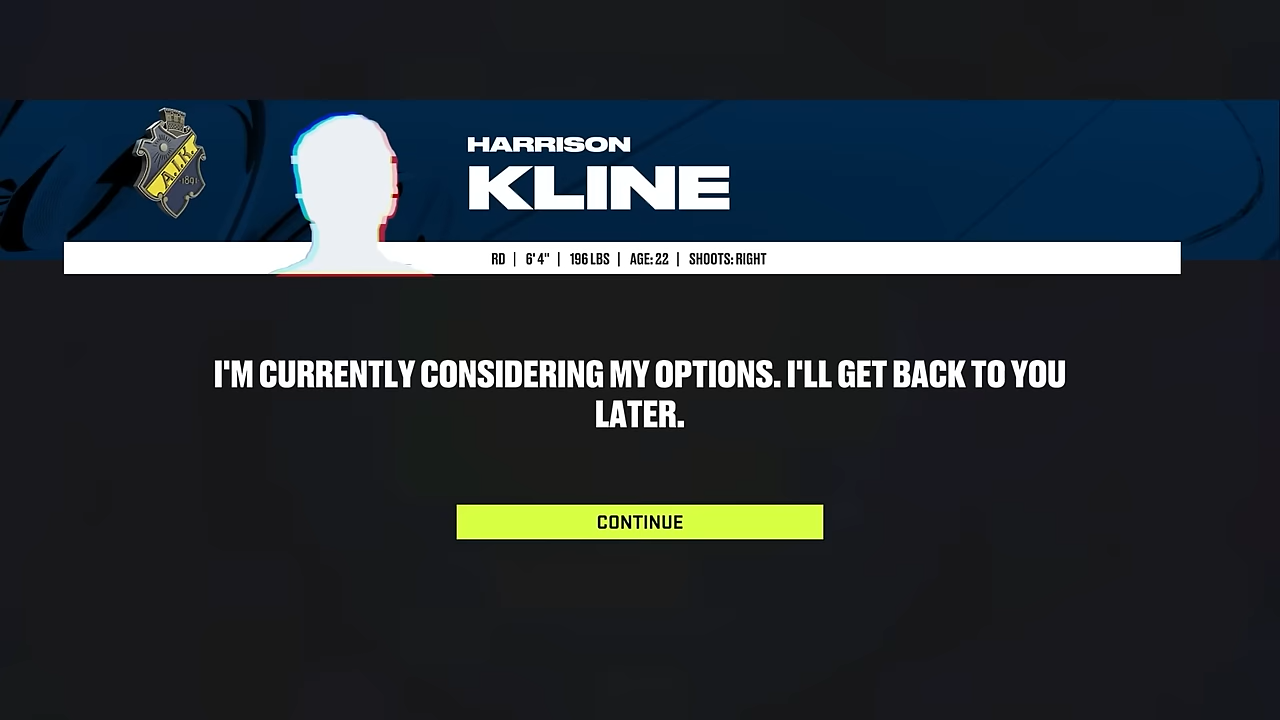 A.I.K.
1891
HARRISON
KLINE
RD | 6' 4" | 196 LBS | AGE: 22 | SHOOTS: RIGHT
I'M CURRENTLY CONSIDERING MY OPTIONS. I'LL GET BACK TO YOU
LATER.
CONTINUE